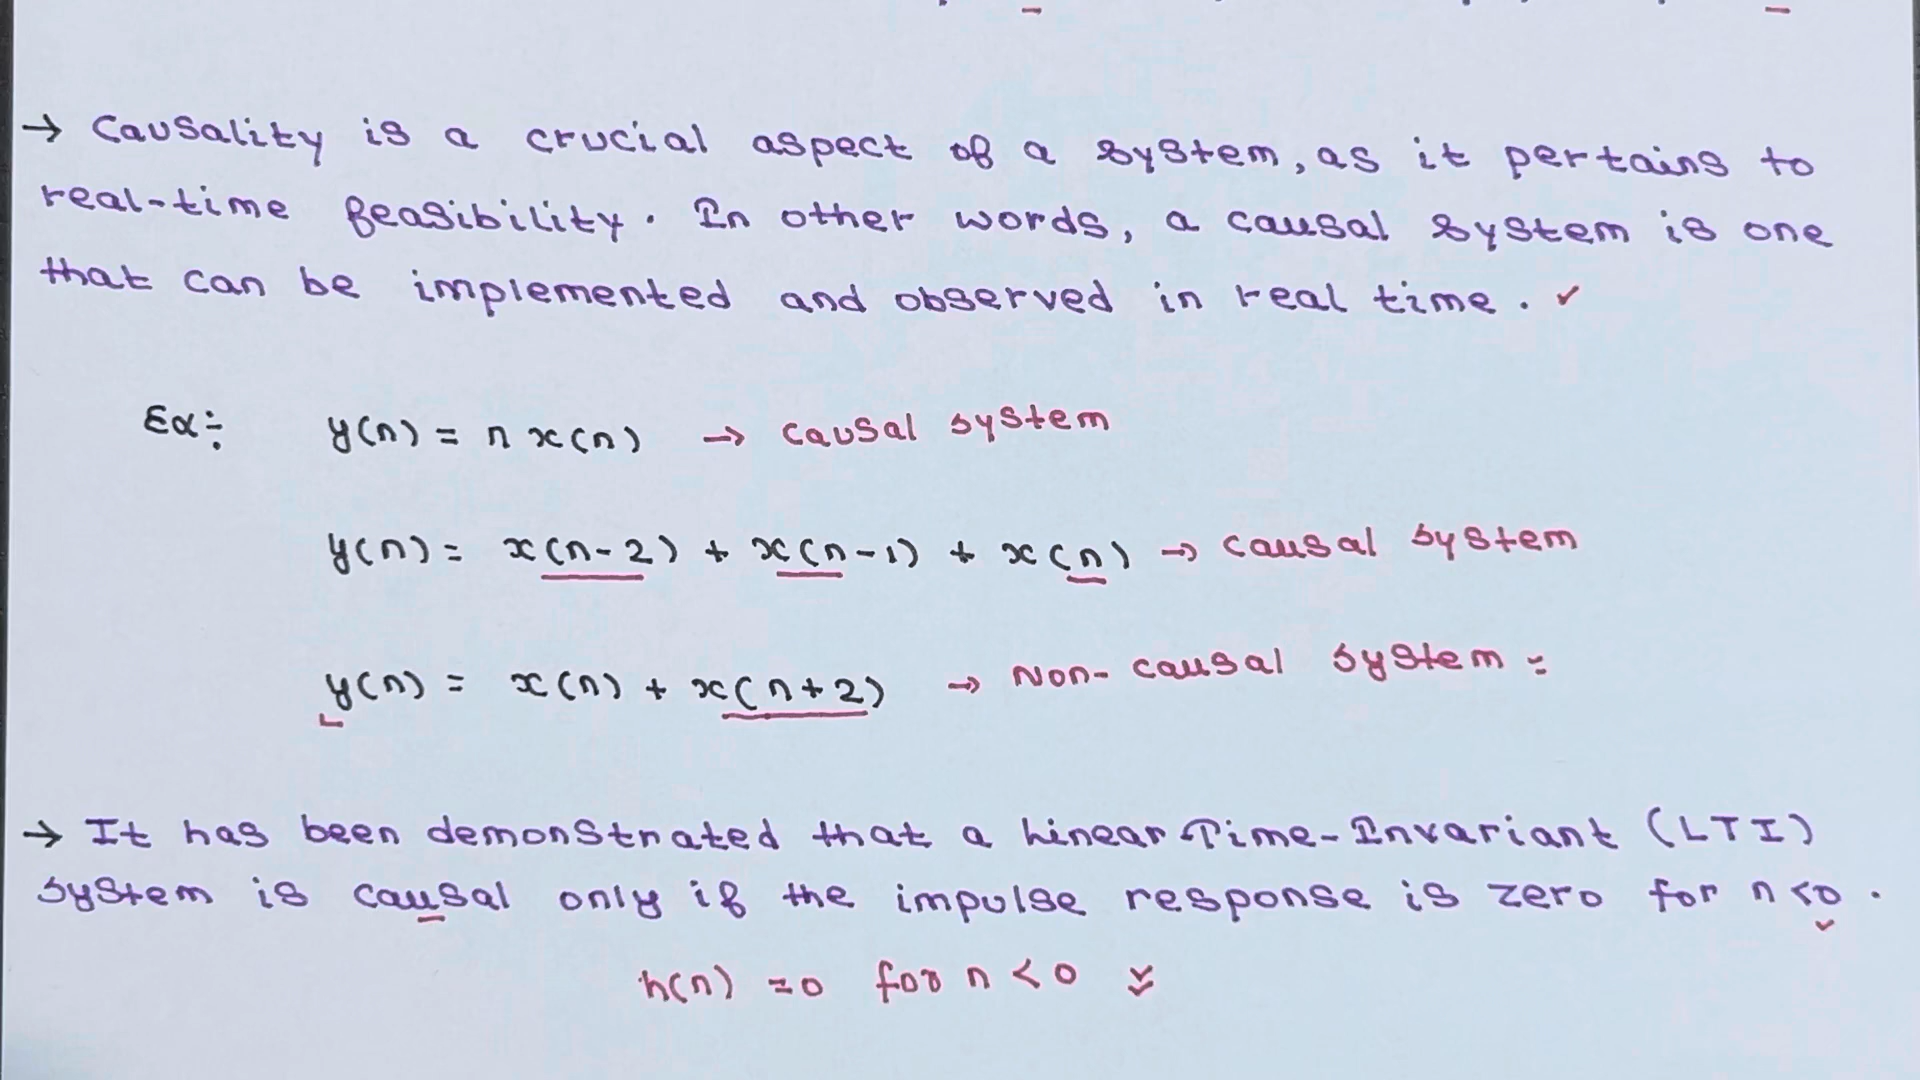 → Causality is a crucial aspect of a system, as it pertains to
real-time feasibility. In other words, a causal system is one
that can be implemented and observed in real time. ✓
Ex:- y(n) = n x(n) → causal system
y(n) = x(n-2) + x(n-1) + x(n) → causal system
y(n) = x(n) + x(n+2) → Non-causal system
→ It has been demonstrated that a Linear Time-Invariant (LTI)
system is causal only if the impulse response is zero for n<0.
h(n) = 0 for n < 0